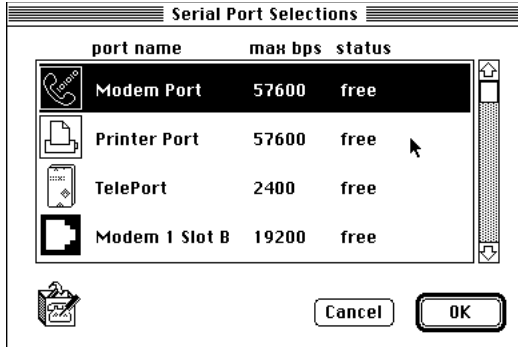 Serial Port Selections
port name max bps status
Modem Port 57600 free
Printer Port 57600 free
TelePort 2400 free
Modem 1 Slot B 19200 free
Cancel OK